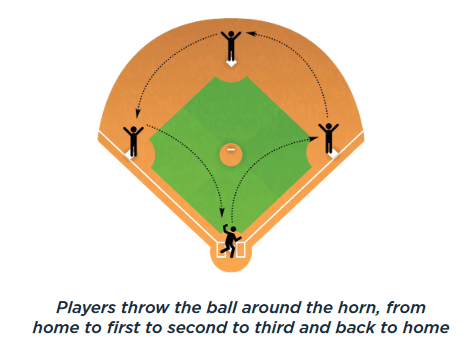 Players throw the ball around the horn, from
home to first to second to third and back to home